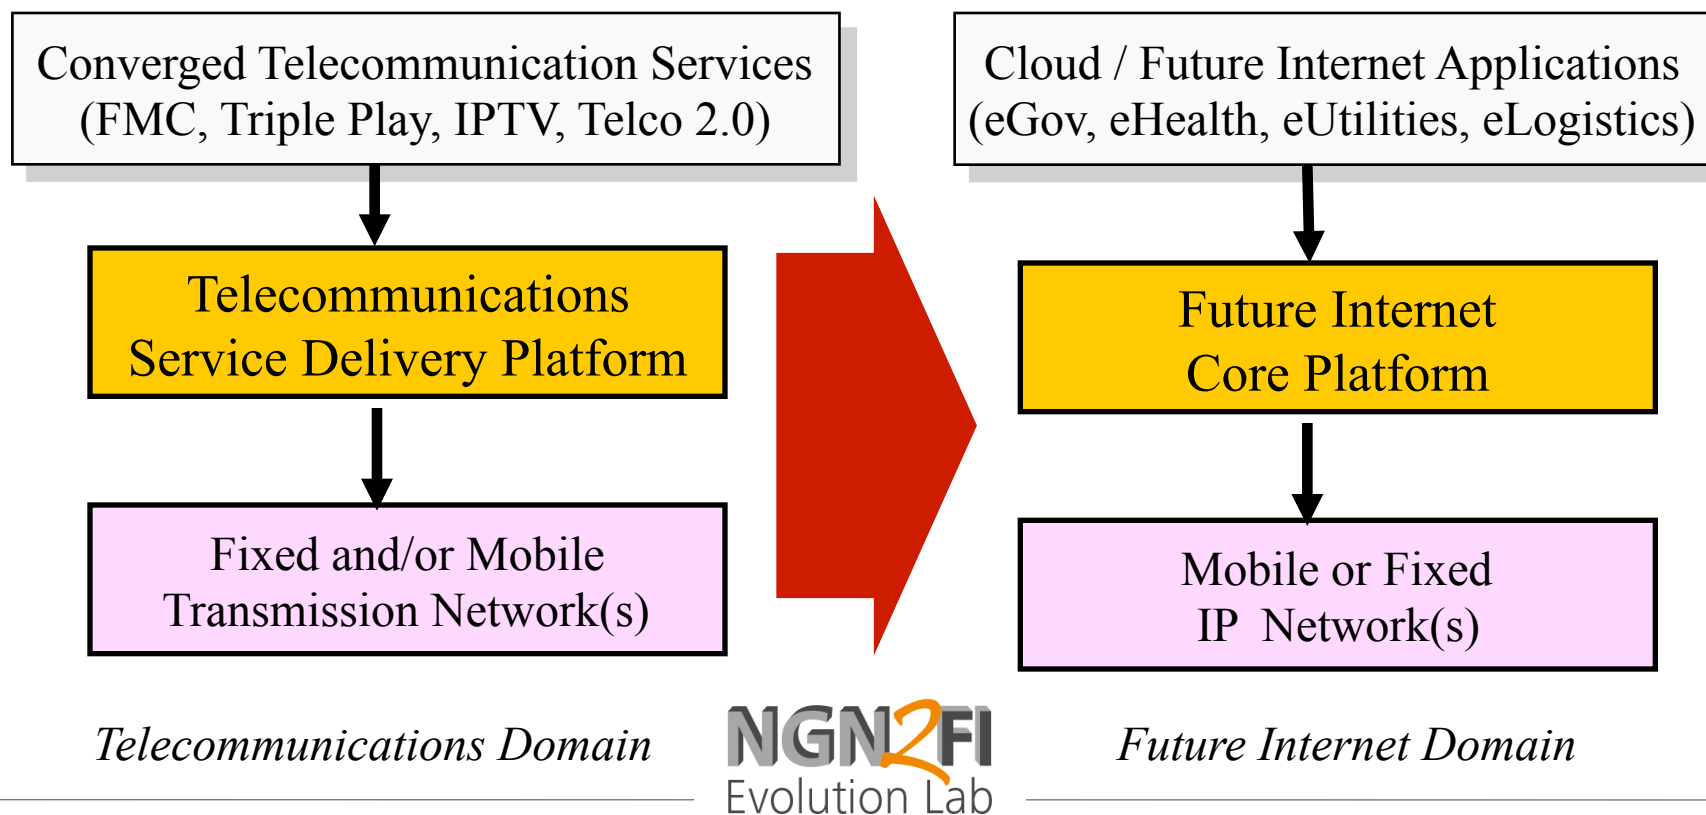 Converged Telecommunication Services
(FMC, Triple Play, IPTV, Telco 2.0)
Telecommunications
Service Delivery Platform
Fixed and/or Mobile
Transmission Network(s)
Telecommunications Domain
Cloud / Future Internet Applications
(eGov, eHealth, eUtilities, eLogistics)
Future Internet
Core Platform
Mobile or Fixed
IP Network(s)
Future Internet Domain
NGN2FI
Evolution Lab